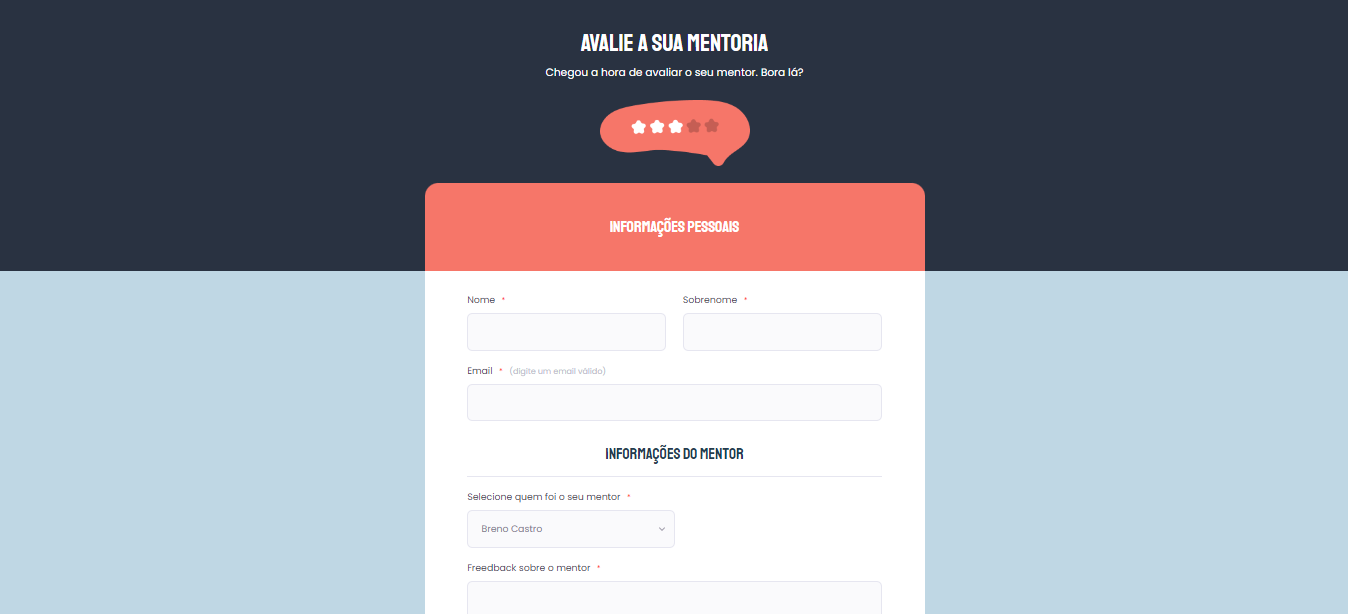 AVALIE A SUA MENTORIA
Chegou a hora de avaliar o seu mentor. Bora lá?
INFORMAÇÕES PESSOAIS
Nome *
Sobrenome *
Email * (digite um email válido)
INFORMAÇÕES DO MENTOR
Selecione quem foi o seu mentor *
Breno Castro
Freedback sobre o mentor *